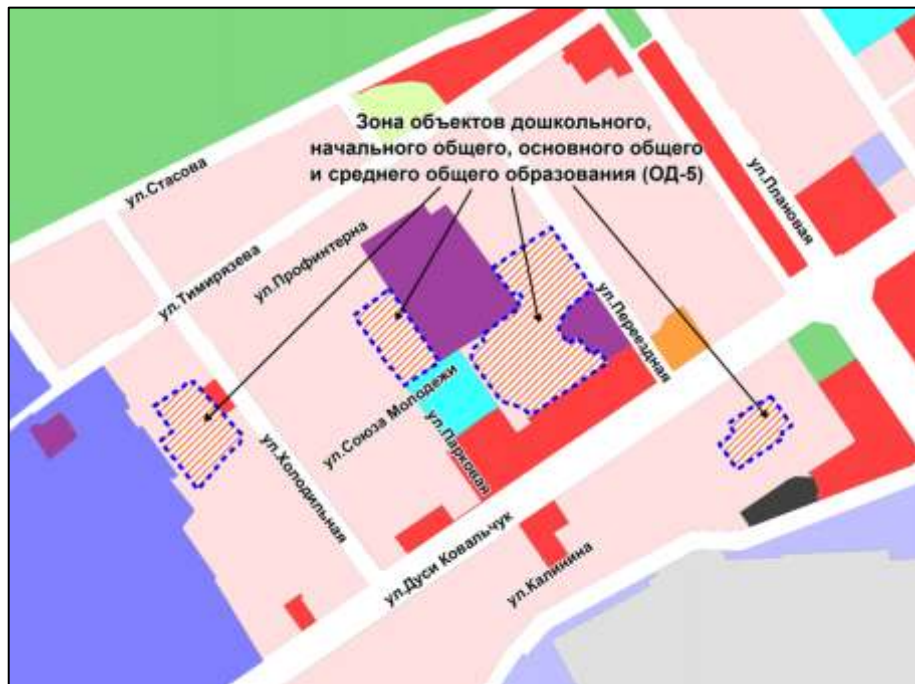 Зона объектов дошкольного,
начального общего, основного общего
и среднего общего образования (ОД-5)
ул.Стасова
ул.Плановая
ул.Профинтерна
ул.Тимирязева
ул.Переездная
ул.Союза Молодежи
ул.Парковая
ул.Холодильная
ул.Дуси Ковальчук
ул.Калинина